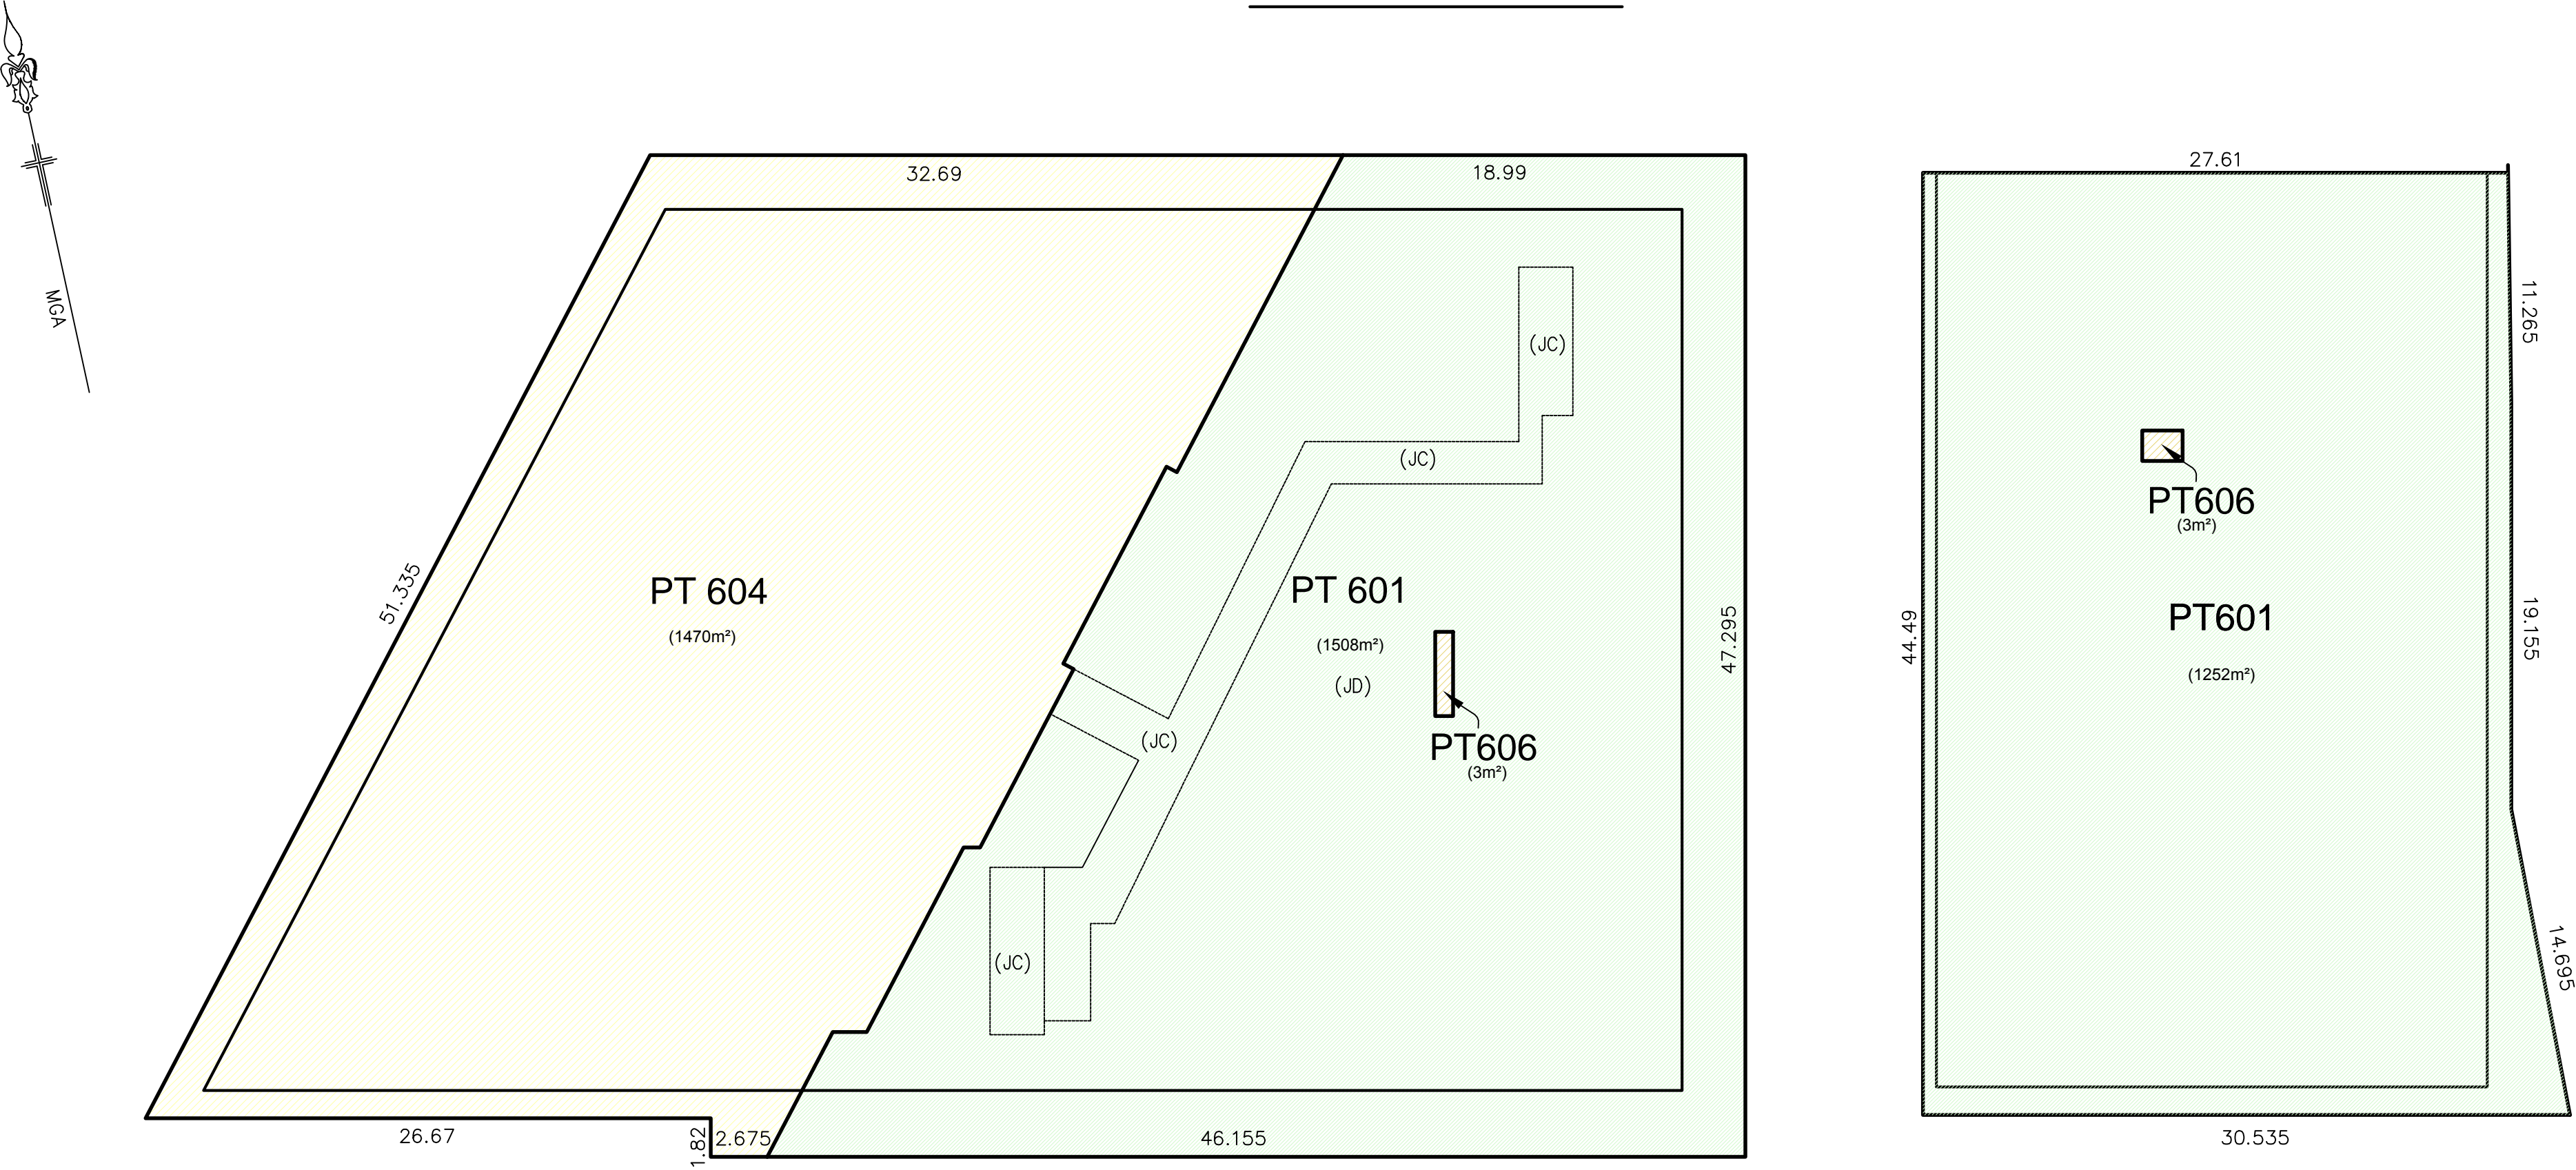 MGA
32.69
18.99
51.335
PT 604
(1470m²)
(JC)
(JC)
PT 601
(1508m²)
(JD)
47.295
PT606
(3m²)
(JC)
(JC)
26.67
1.82
2.675
46.155
27.61
11.265
PT606
(3m²)
44.49
PT601
(1252m²)
19.155
14.695
30.535